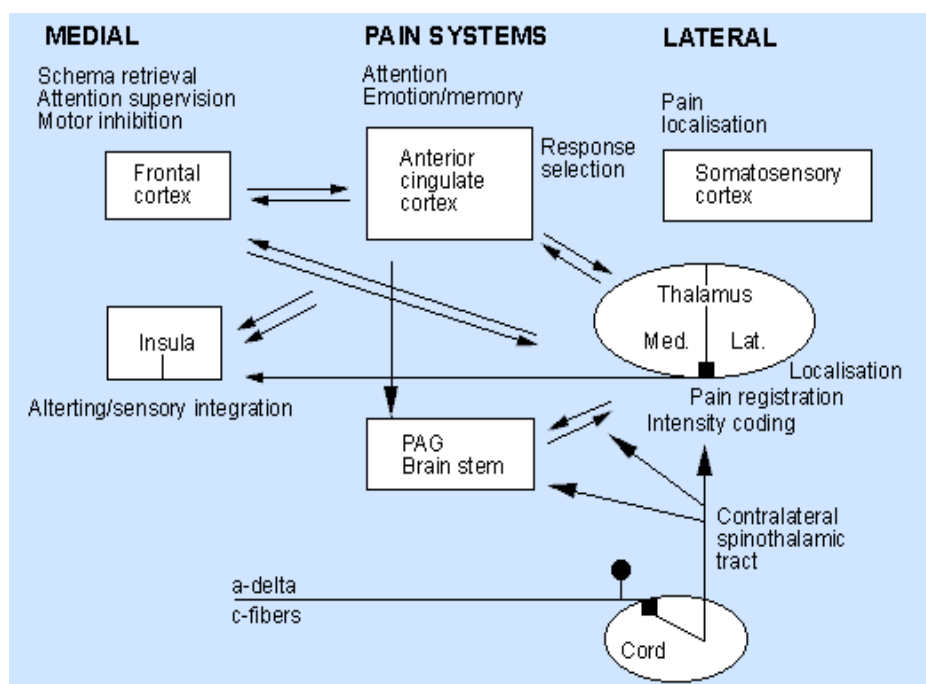 MEDIAL
PAIN SYSTEMS
LATERAL
Schema retrieval
Attention supervision
Motor inhibition
Attention
Emotion/memory
Pain
localisation
Frontal
cortex
Anterior
cingulate
cortex
Response
selection
Somatosensory
cortex
Thalamus
Med.
Lat.
Insula
Localisation
Alterting/sensory integration
Pain registration
Intensity coding
PAG
Brain stem
Contralateral
spinothalamic
tract
a-delta
c-fibers
Cord